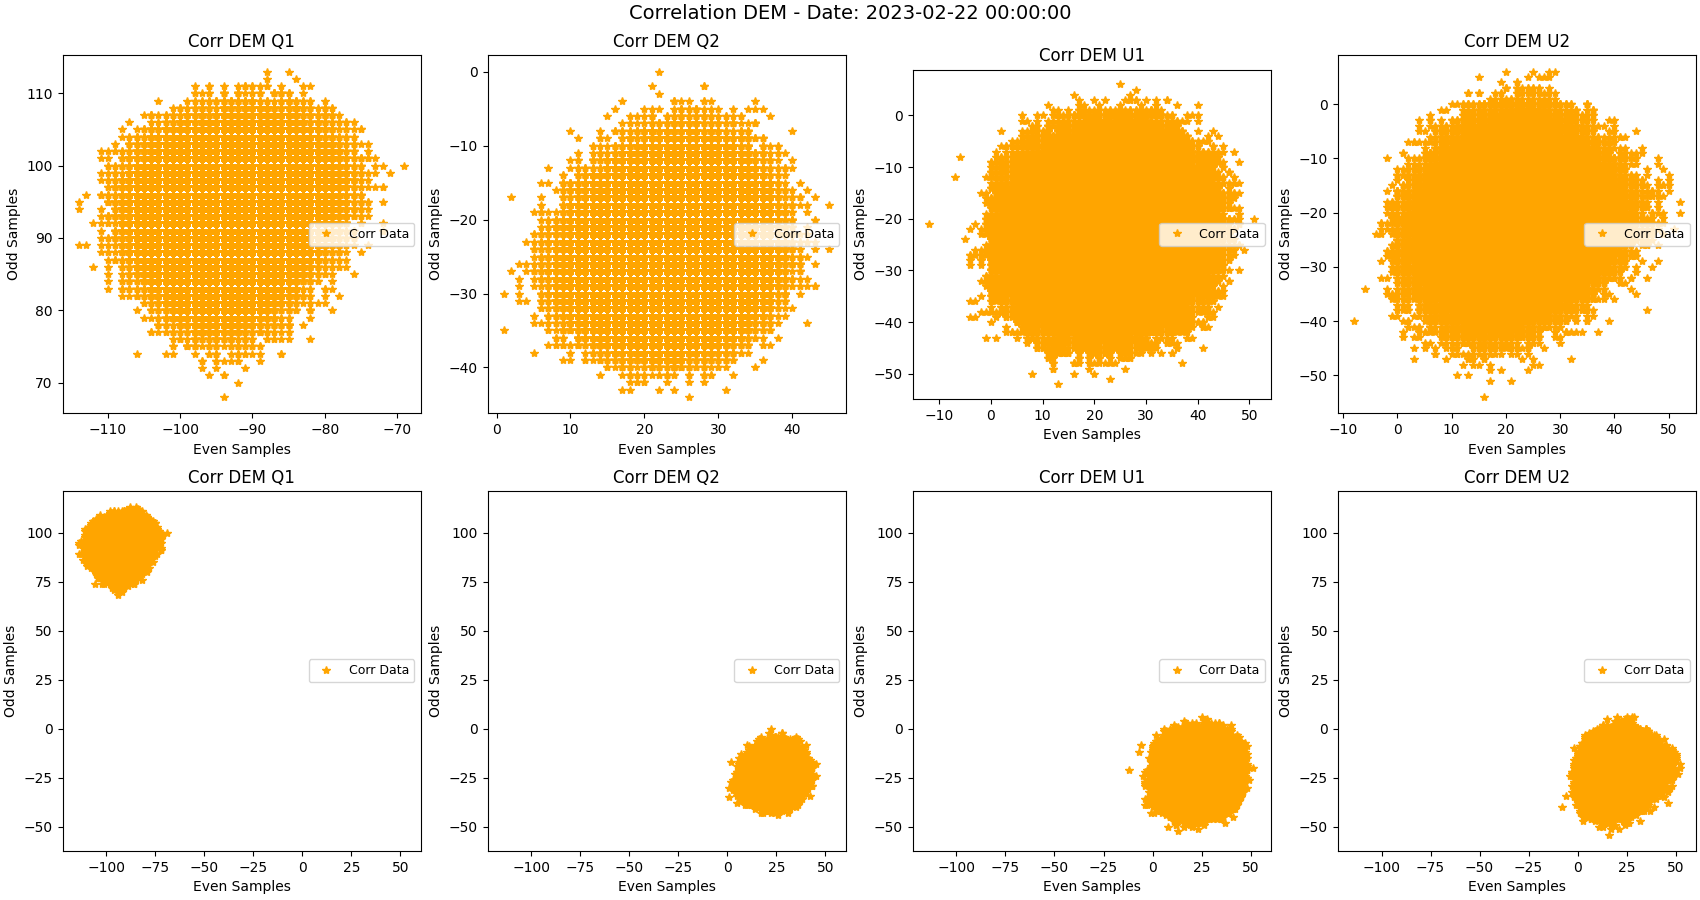 Correlation DEM - Date: 2023-02-22 00:00:00
Corr DEM Q1
Odd Samples
110
100
90
80
70
Corr Data
−110 −100 −90 −80 −70
Even Samples
Corr DEM Q2
Odd Samples
0
−10
−20
−30
−40
Corr Data
0 10 20 30 40
Even Samples
Corr DEM U1
Odd Samples
0
−10
−20
−30
−40
−50
Corr Data
−10 0 10 20 30 40 50
Even Samples
Corr DEM U2
Odd Samples
0
−10
−20
−30
−40
−50
Corr Data
−10 0 10 20 30 40 50
Even Samples
Corr DEM Q1
Odd Samples
100
75
50
25
0
−25
−50
Corr Data
−100 −75 −50 −25 0 25 50
Even Samples
Corr DEM Q2
Odd Samples
100
75
50
25
0
−25
−50
Corr Data
−100 −75 −50 −25 0 25 50
Even Samples
Corr DEM U1
Odd Samples
100
75
50
25
0
−25
−50
Corr Data
−100 −75 −50 −25 0 25 50
Even Samples
Corr DEM U2
Odd Samples
100
75
50
25
0
−25
−50
Corr Data
−100 −75 −50 −25 0 25 50
Even Samples